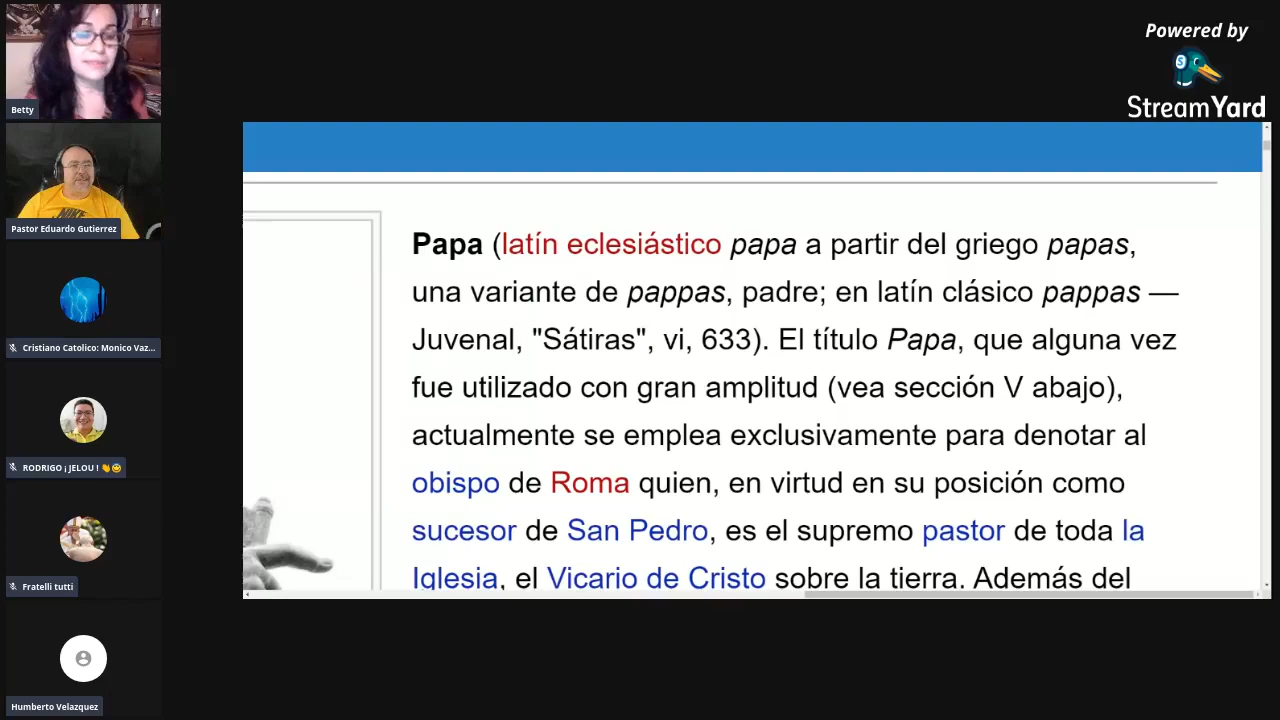 Powered by
StreamYard
Betty
Pastor Eduardo Gutierrez
Cristiano Catolico: Monico Vaz...
RODRIGO ¡ JELOU ! 👋😊
Fratelli tutti
Humberto Velazquez
Papa (latín eclesiástico papa a partir del griego papas,
una variante de pappas, padre; en latín clásico pappas —
Juvenal, "Sátiras", vi, 633). El título Papa, que alguna vez
fue utilizado con gran amplitud (vea sección V abajo),
actualmente se emplea exclusivamente para denotar al
obispo de Roma quien, en virtud en su posición como
sucesor de San Pedro, es el supremo pastor de toda la
Iglesia, el Vicario de Cristo sobre la tierra. Además del